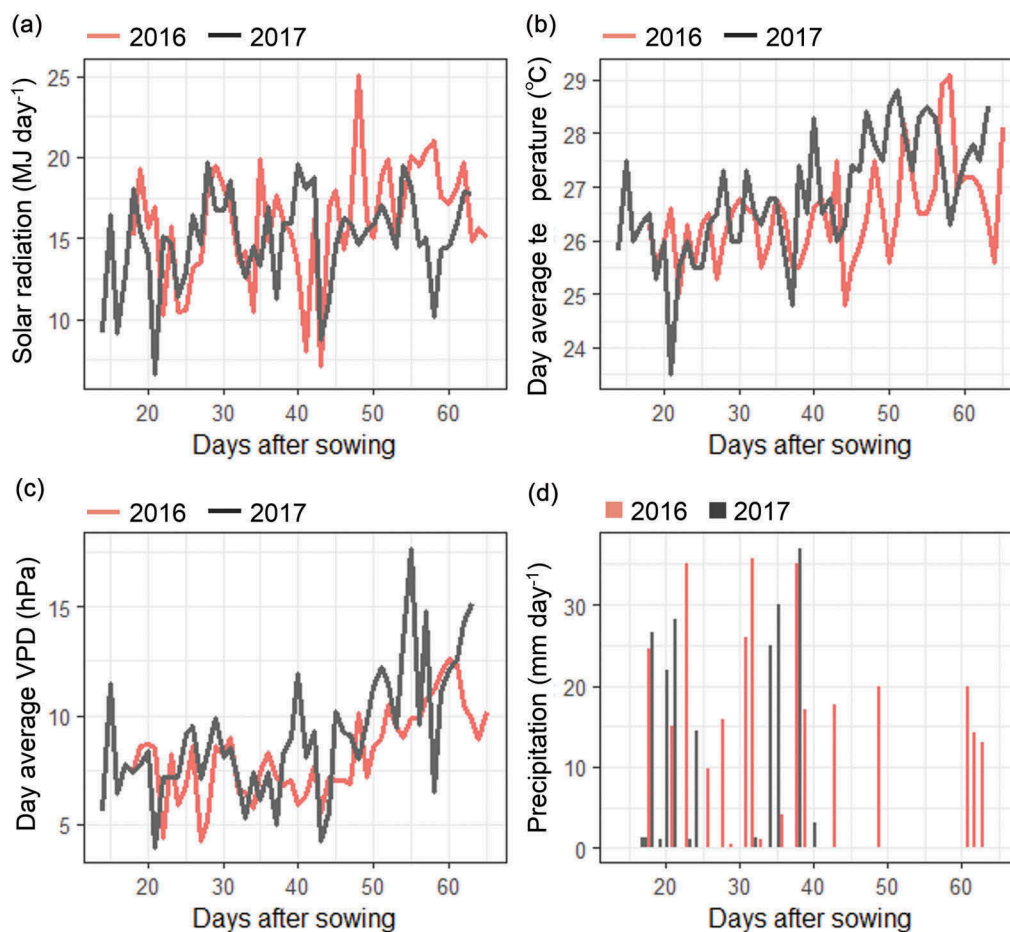 (a)
2016 2017
Solar radiation (MJ day-1)
25
20
15
10
20 30 40 50 60
Days after sowing
(b)
2016 2017
Day average te perature (°C)
29
28
27
26
25
24
20 30 40 50 60
Days after sowing
(c)
2016 2017
Day average VPD (hPa)
15
10
5
20 30 40 50 60
Days after sowing
(d)
2016 2017
Precipitation (mm day-1)
30
20
10
0
20 30 40 50 60
Days after sowing